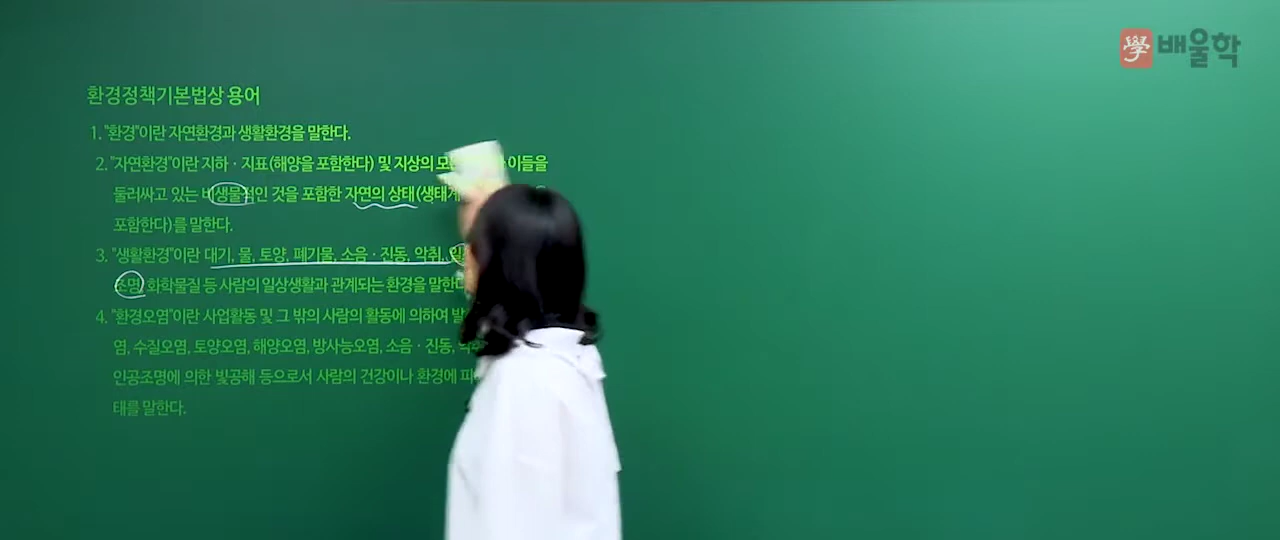 學 배울학
환경정책기본법상 용어
1. "환경"이란 자연환경과 생활환경을 말한다.
2. "자연환경"이란 지하ㆍ지표(해양을 포함한다) 및 지상의 이들을
둘러싸고 있는 비생물적인 것을 포함한 자연의 상태(생태계
포함한다)를 말한다.
3. "생활환경"이란 대기, 물, 토양, 폐기물, 소음ㆍ진동, 악취,
조명, 화학물질 등 사람의 일상생활과 관계되는 환경을 말한다
4. "환경오염"이란 사업활동 및 그 밖의 사람의 활동에 의하여
염, 수질오염, 토양오염, 해양오염, 방사능오염, 소음ㆍ진동,
인공조명에 의한 빛공해 등으로서 사람의 건강이나 환경에
태를 말한다.